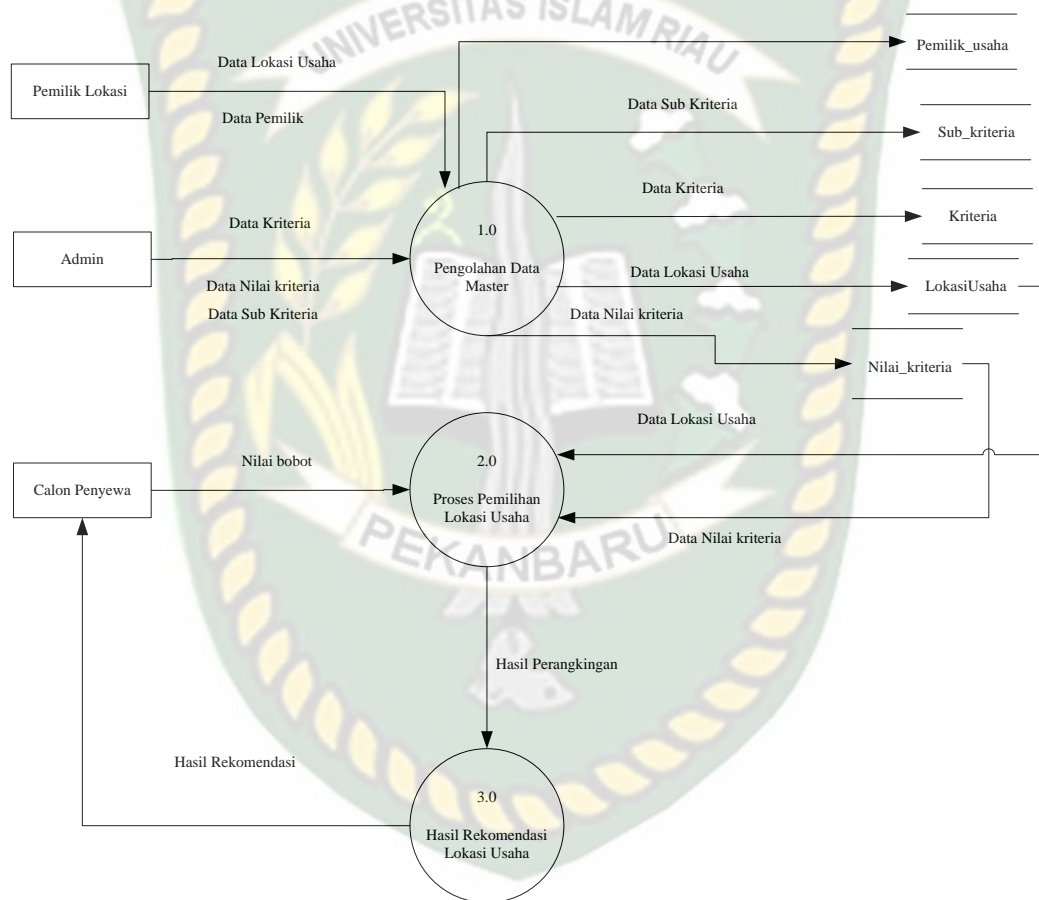 UNIVERSITAS ISLAM RIAU
Pemilik_usaha
Data Lokasi Usaha
Pemilik Lokasi
Data Pemilik
Data Sub Kriteria
Sub_kriteria
Data Kriteria
Kriteria
Data Kriteria
1.0
Admin
Pengolahan Data
Master
Data Lokasi Usaha
LokasiUsaha
Data Nilai kriteria
Data Sub Kriteria
Data Nilai kriteria
Nilai_kriteria
Data Lokasi Usaha
Nilai bobot
2.0
Calon Penyewa
Proses Pemilihan
Lokasi Usaha
Data Nilai kriteria
PEKANBARU
Hasil Perangkingan
Hasil Rekomendasi
3.0
Hasil Rekomendasi
Lokasi Usaha